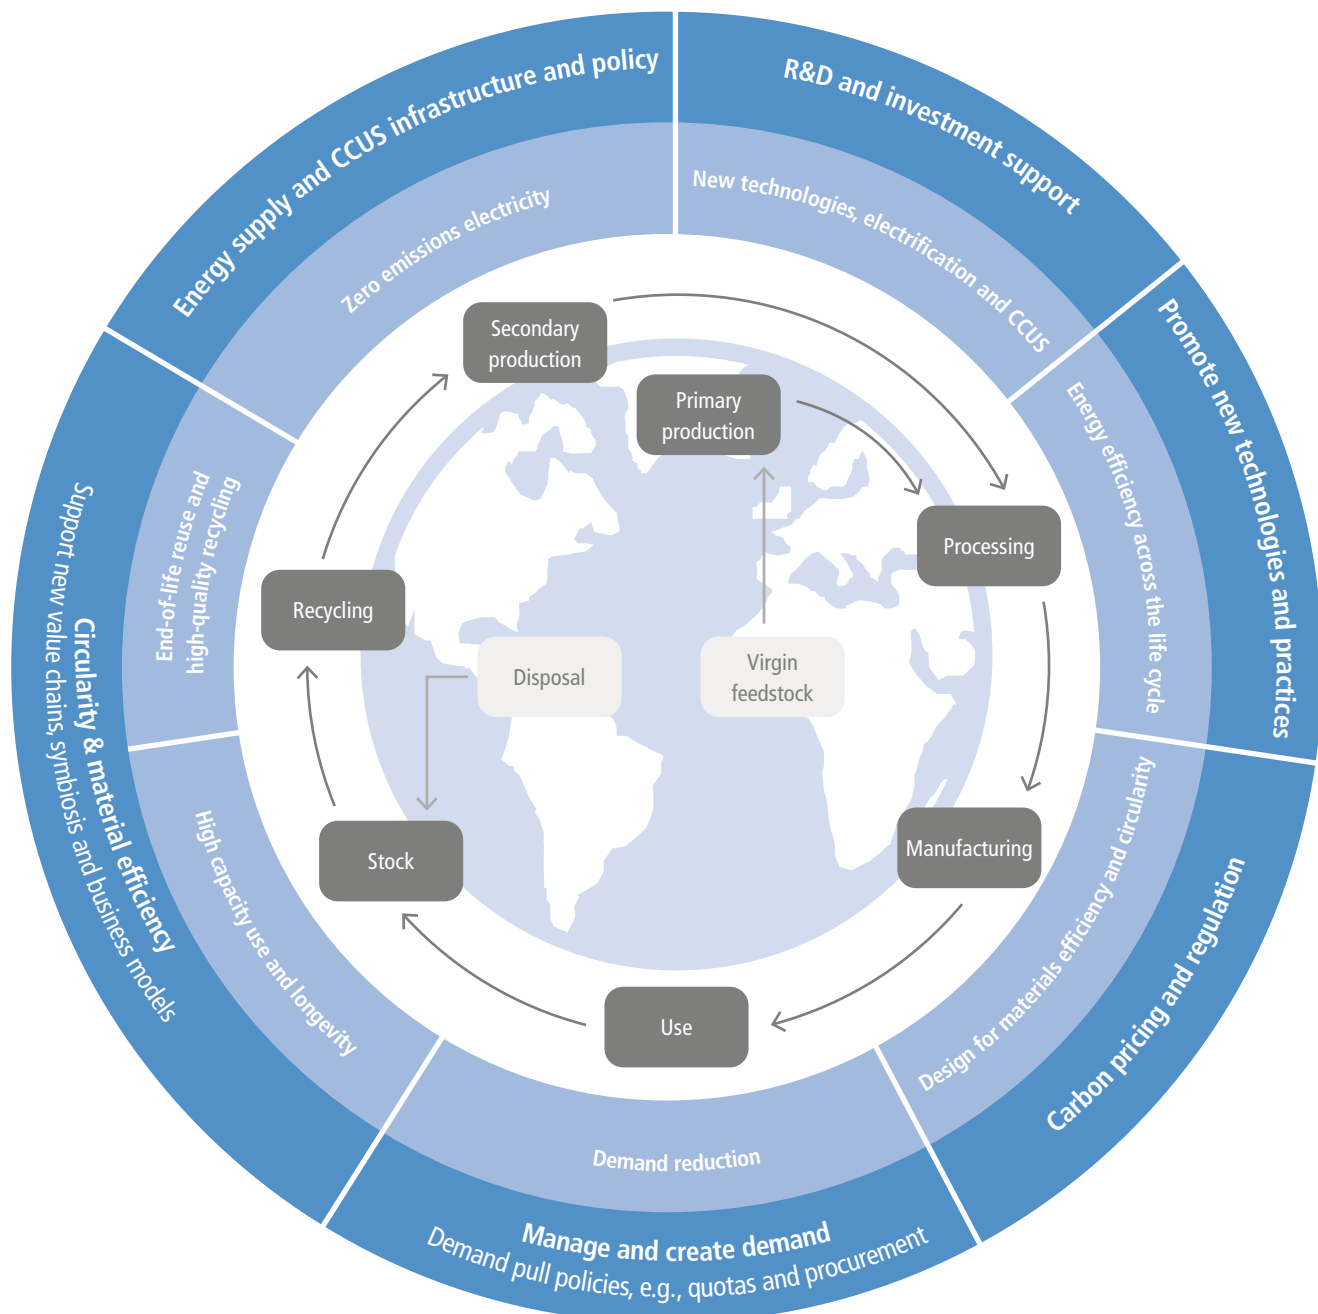 Energy supply and CCUS infrastructure and policy
R&D and investment support
Promote new technologies and practices
Carbon pricing and regulation
Manage and create demand
Demand pull policies, e.g., quotas and procurement
Circularity & material efficiency
Support new value chains, symbiosis and business models
Zero emissions electricity
New technologies, electrification and CCUS
Energy efficiency across the life cycle
Design for materials efficiency and circularity
Demand reduction
High capacity use and longevity
End-of-life reuse and
high-quality recycling
Secondary
production
Primary
production
Processing
Recycling
Disposal
Virgin
feedstock
Stock
Manufacturing
Use